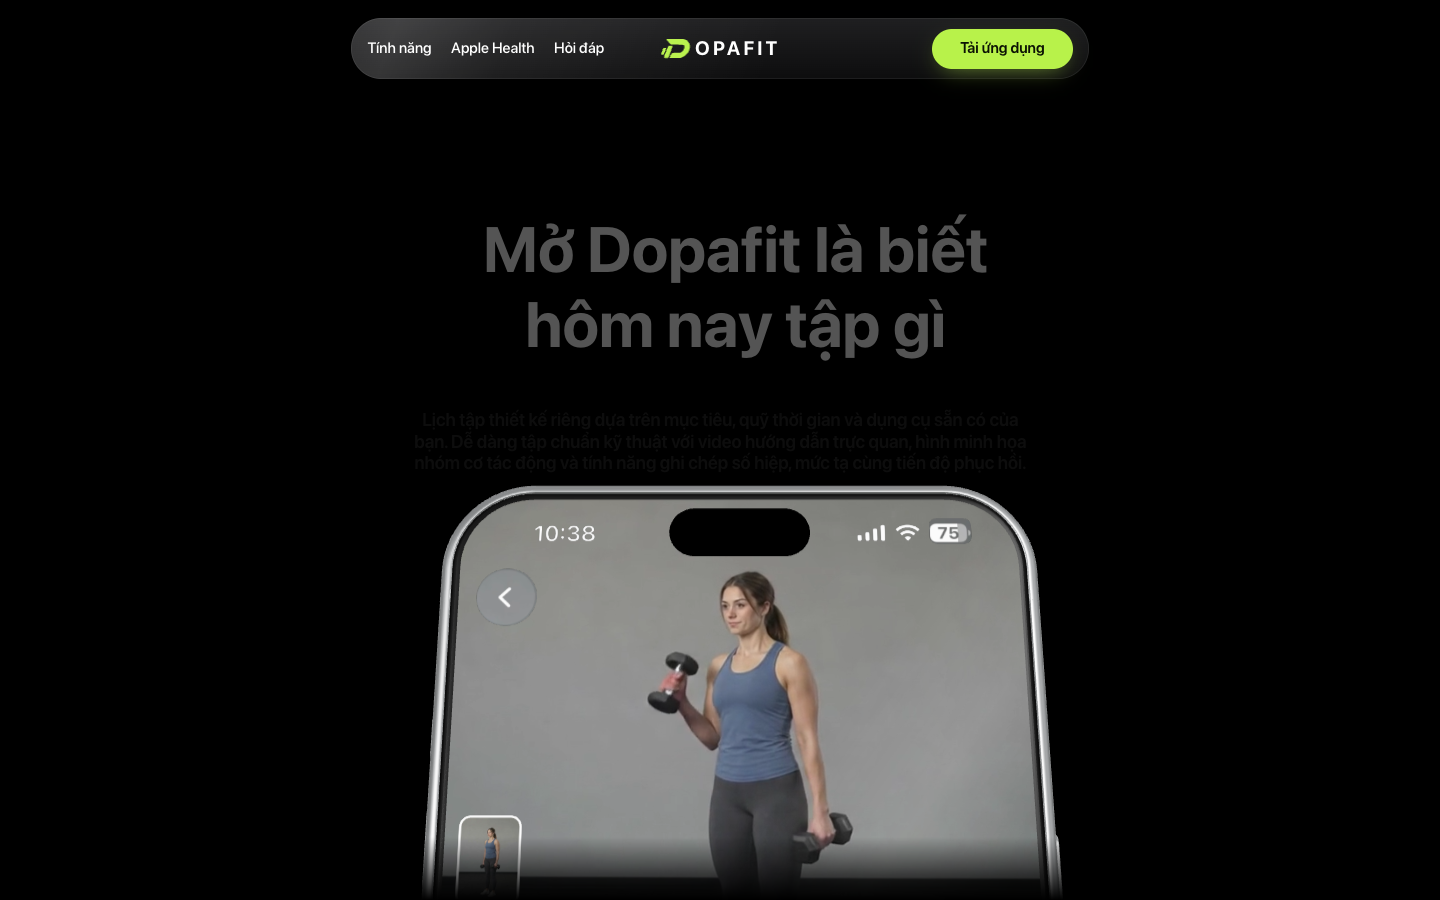 Tính năng
Apple Health
Hỏi đáp
OPAFIT
Tải ứng dụng
Mở Dopafit là biết
hôm nay tập gì
Lịch tập thiết kế riêng dựa trên mục tiêu, quỹ thời gian và dụng cụ sẵn có của
bạn. Dễ dàng tập chuẩn kỹ thuật với video hướng dẫn trực quan, hình minh họa
nhóm cơ tác động và tính năng ghi chép số hiệp, mức tạ cùng tiến độ phục hồi.
10:38
75